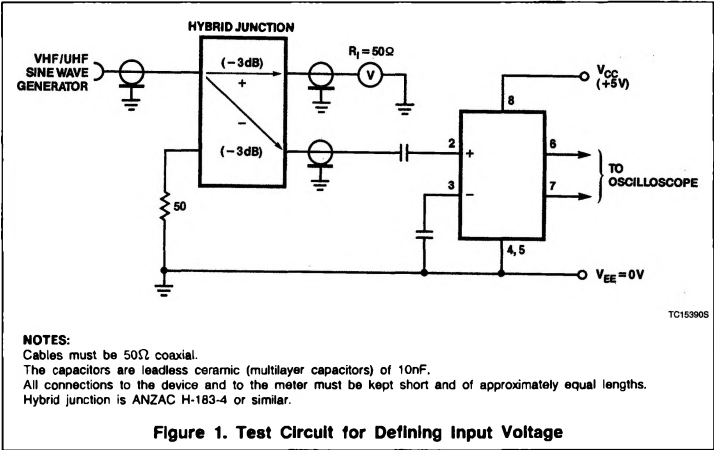 HYBRID JUNCTION
VHF/UHF
SINE WAVE
GENERATOR
(−3dB)
+
−
(−3dB)
R_I = 50Ω
V
V_CC
(+5V)
8
2
+
6
3
−
7
TO
OSCILLOSCOPE
50
4, 5
V_EE = 0V
TC15390S
NOTES:
Cables must be 50Ω coaxial.
The capacitors are leadless ceramic (multilayer capacitors) of 10nF.
All connections to the device and to the meter must be kept short and of approximately equal lengths.
Hybrid junction is ANZAC H-183-4 or similar.
Figure 1. Test Circuit for Defining Input Voltage